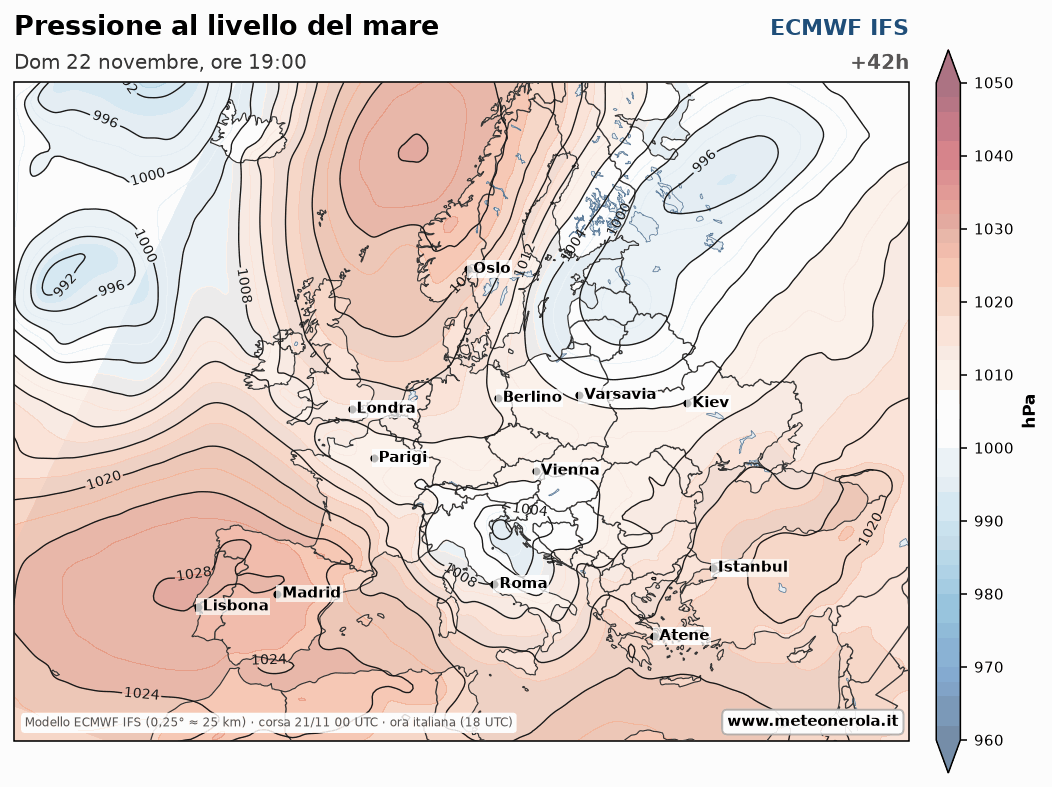 Pressione al livello del mare
ECMWF IFS
Dom 22 novembre, ore 19:00
+42h
996
1000
1000
992
996
1008
996
1000
1004
1012
Oslo
Berlino
Varsavia
Kiev
Londra
Parigi
Vienna
1020
1004
1020
1028
1008
Roma
Istanbul
Madrid
Lisbona
Atene
1024
1024
Modello ECMWF IFS (0,25° ≈ 25 km) · corsa 21/11 00 UTC · ora italiana (18 UTC)
www.meteonerola.it
1050
1040
1030
1020
1010
1000
990
980
970
960
hPa